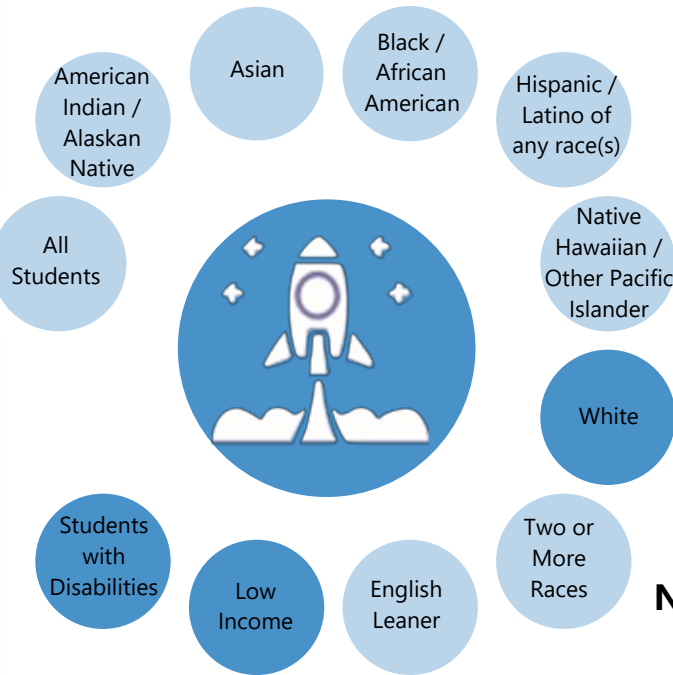 American
Indian /
Alaskan
Native
Asian
Black /
African
American
Hispanic /
Latino of
any race(s)
All
Students
Native
Hawaiian /
Other Pacific
Islander
White
Students
with
Disabilities
Low
Income
English
Leaner
Two or
More
Races
N